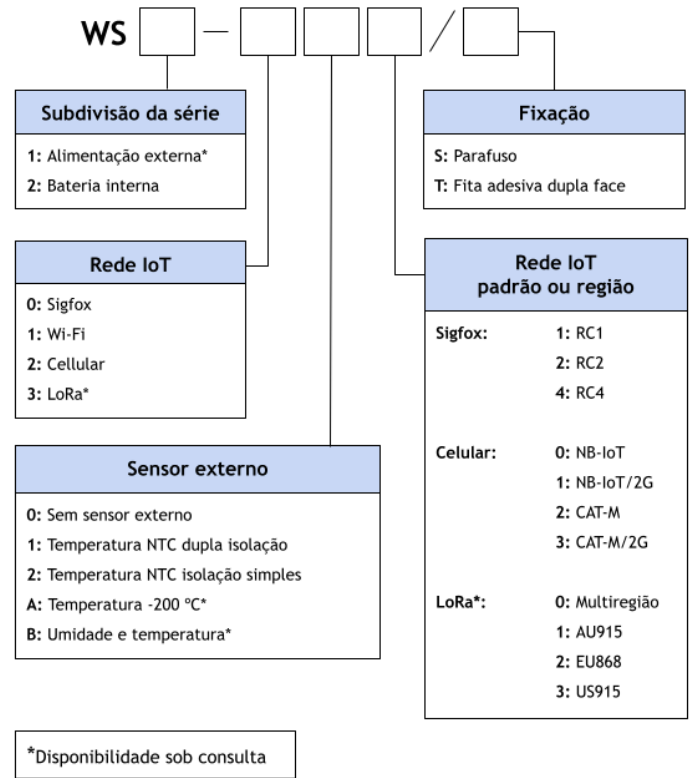 WS – /
Subdivisão da série
1: Alimentação externa*
2: Bateria interna
Fixação
S: Parafuso
T: Fita adesiva dupla face
Rede IoT
0: Sigfox
1: Wi-Fi
2: Cellular
3: LoRa*
Rede IoT
padrão ou região
Sigfox: 1: RC1
2: RC2
4: RC4
Celular: 0: NB-IoT
1: NB-IoT/2G
2: CAT-M
3: CAT-M/2G
LoRa*: 0: Multiregião
1: AU915
2: EU868
3: US915
Sensor externo
0: Sem sensor externo
1: Temperatura NTC dupla isolação
2: Temperatura NTC isolação simples
A: Temperatura -200 ºC*
B: Umidade e temperatura*
*Disponibilidade sob consulta